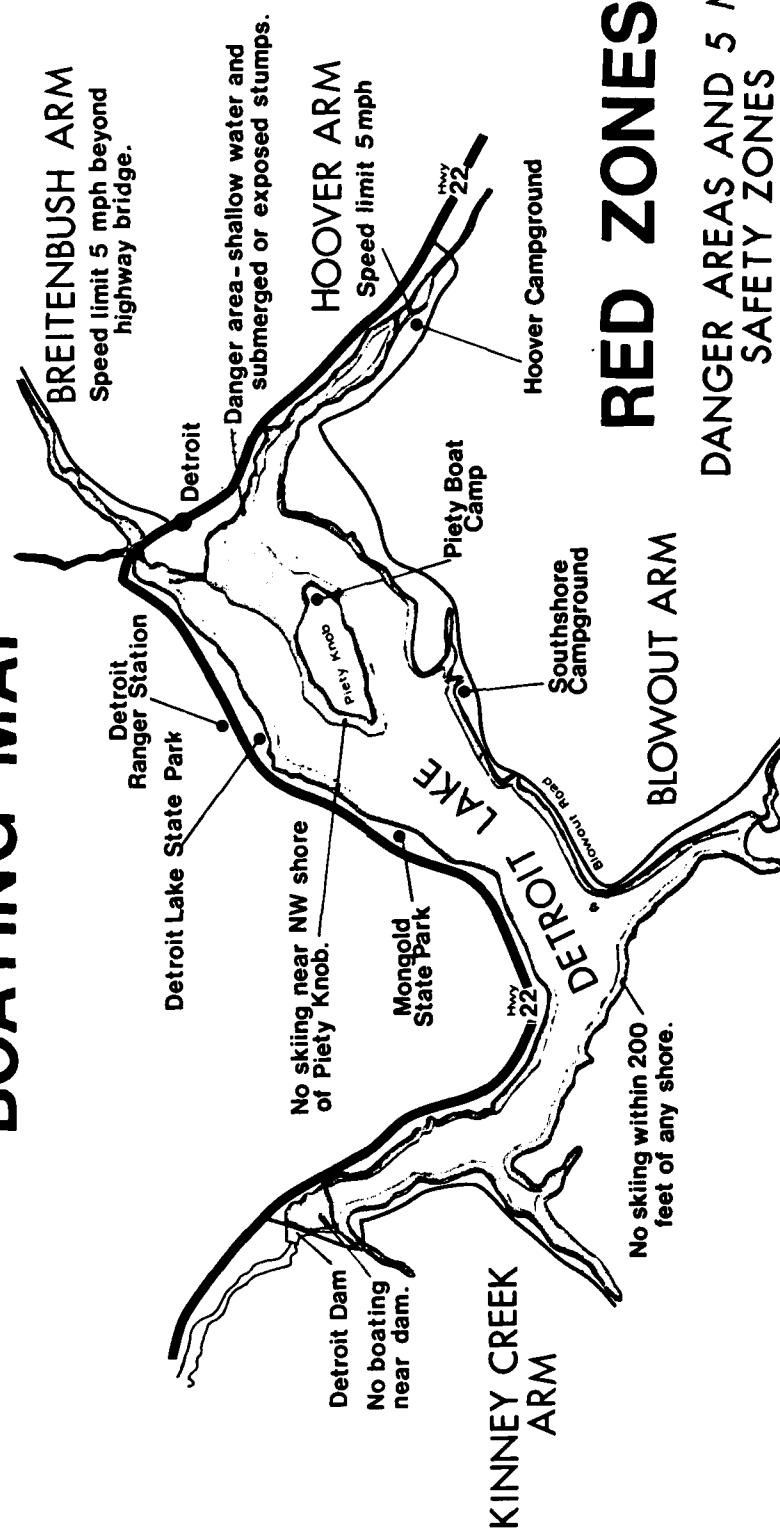 BOATING MAP
BREITENBUSH ARM
Speed limit 5 mph beyond
highway bridge.
Danger area-shallow water and
submerged or exposed stumps.
HOOVER ARM
Speed limit 5mph
Hwy
22
Hoover Campground
Detroit
Detroit
Ranger Station
Detroit Lake State Park
No skiing near NW shore
of Piety Knob.
Piety Knob
Piety Boat
Camp
Mongold
State Park
Southshore
Campground
DETROIT LAKE
Blowout Road
BLOWOUT ARM
Hwy
22
No skiing within 200
feet of any shore.
Detroit Dam
No boating
near dam.
KINNEY CREEK
ARM
RED ZONES
DANGER AREAS AND 5
SAFETY ZONES